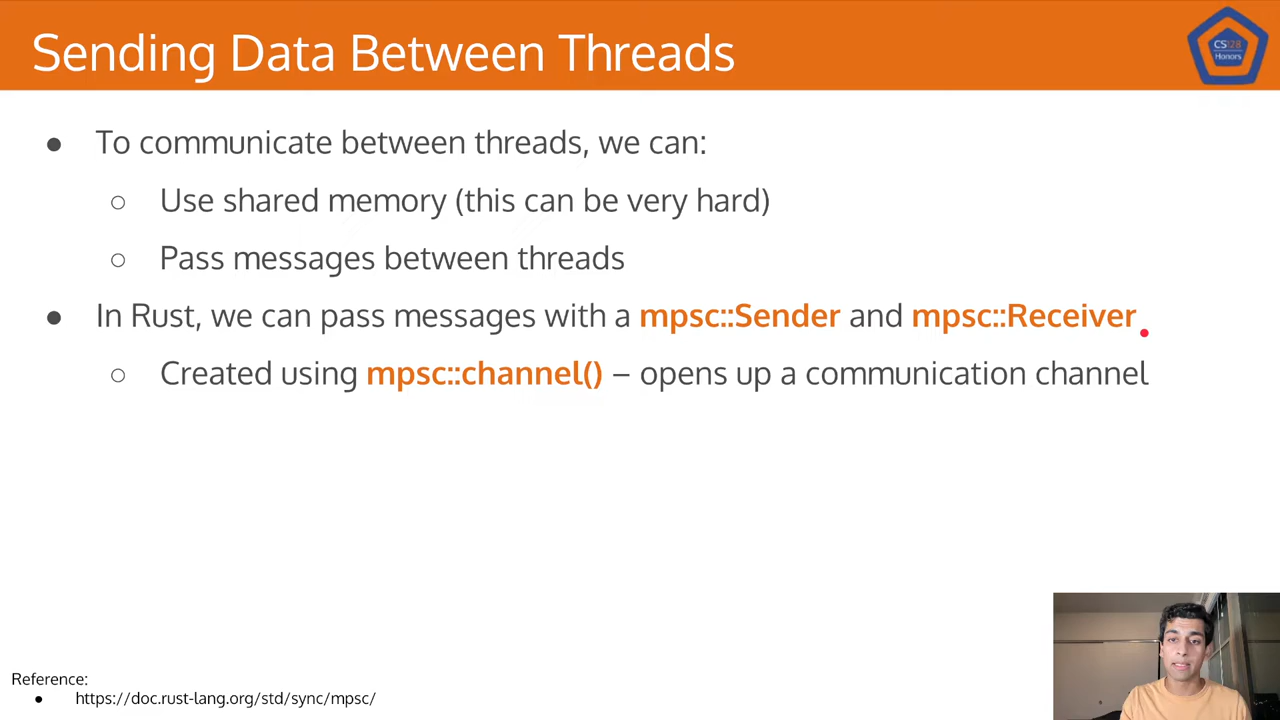 Sending Data Between Threads
CS128
Honors
● To communicate between threads, we can:
○ Use shared memory (this can be very hard)
○ Pass messages between threads
● In Rust, we can pass messages with a mpsc::Sender and mpsc::Receiver
○ Created using mpsc::channel() – opens up a communication channel
Reference:
● https://doc.rust-lang.org/std/sync/mpsc/